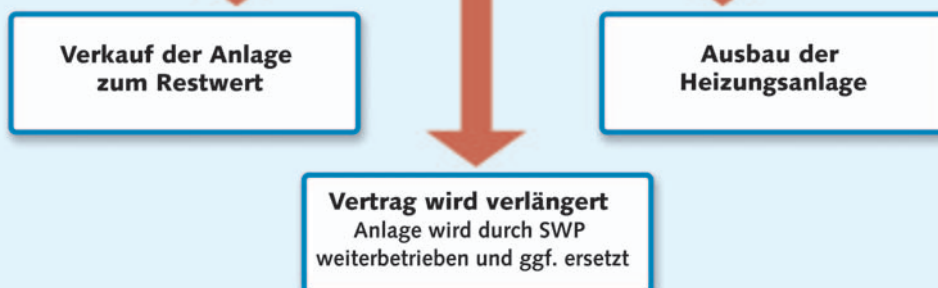 Verkauf der Anlage
zum Restwert
Ausbau der
Heizungsanlage
Vertrag wird verlängert
Anlage wird durch SWP
weiterbetrieben und ggf. ersetzt